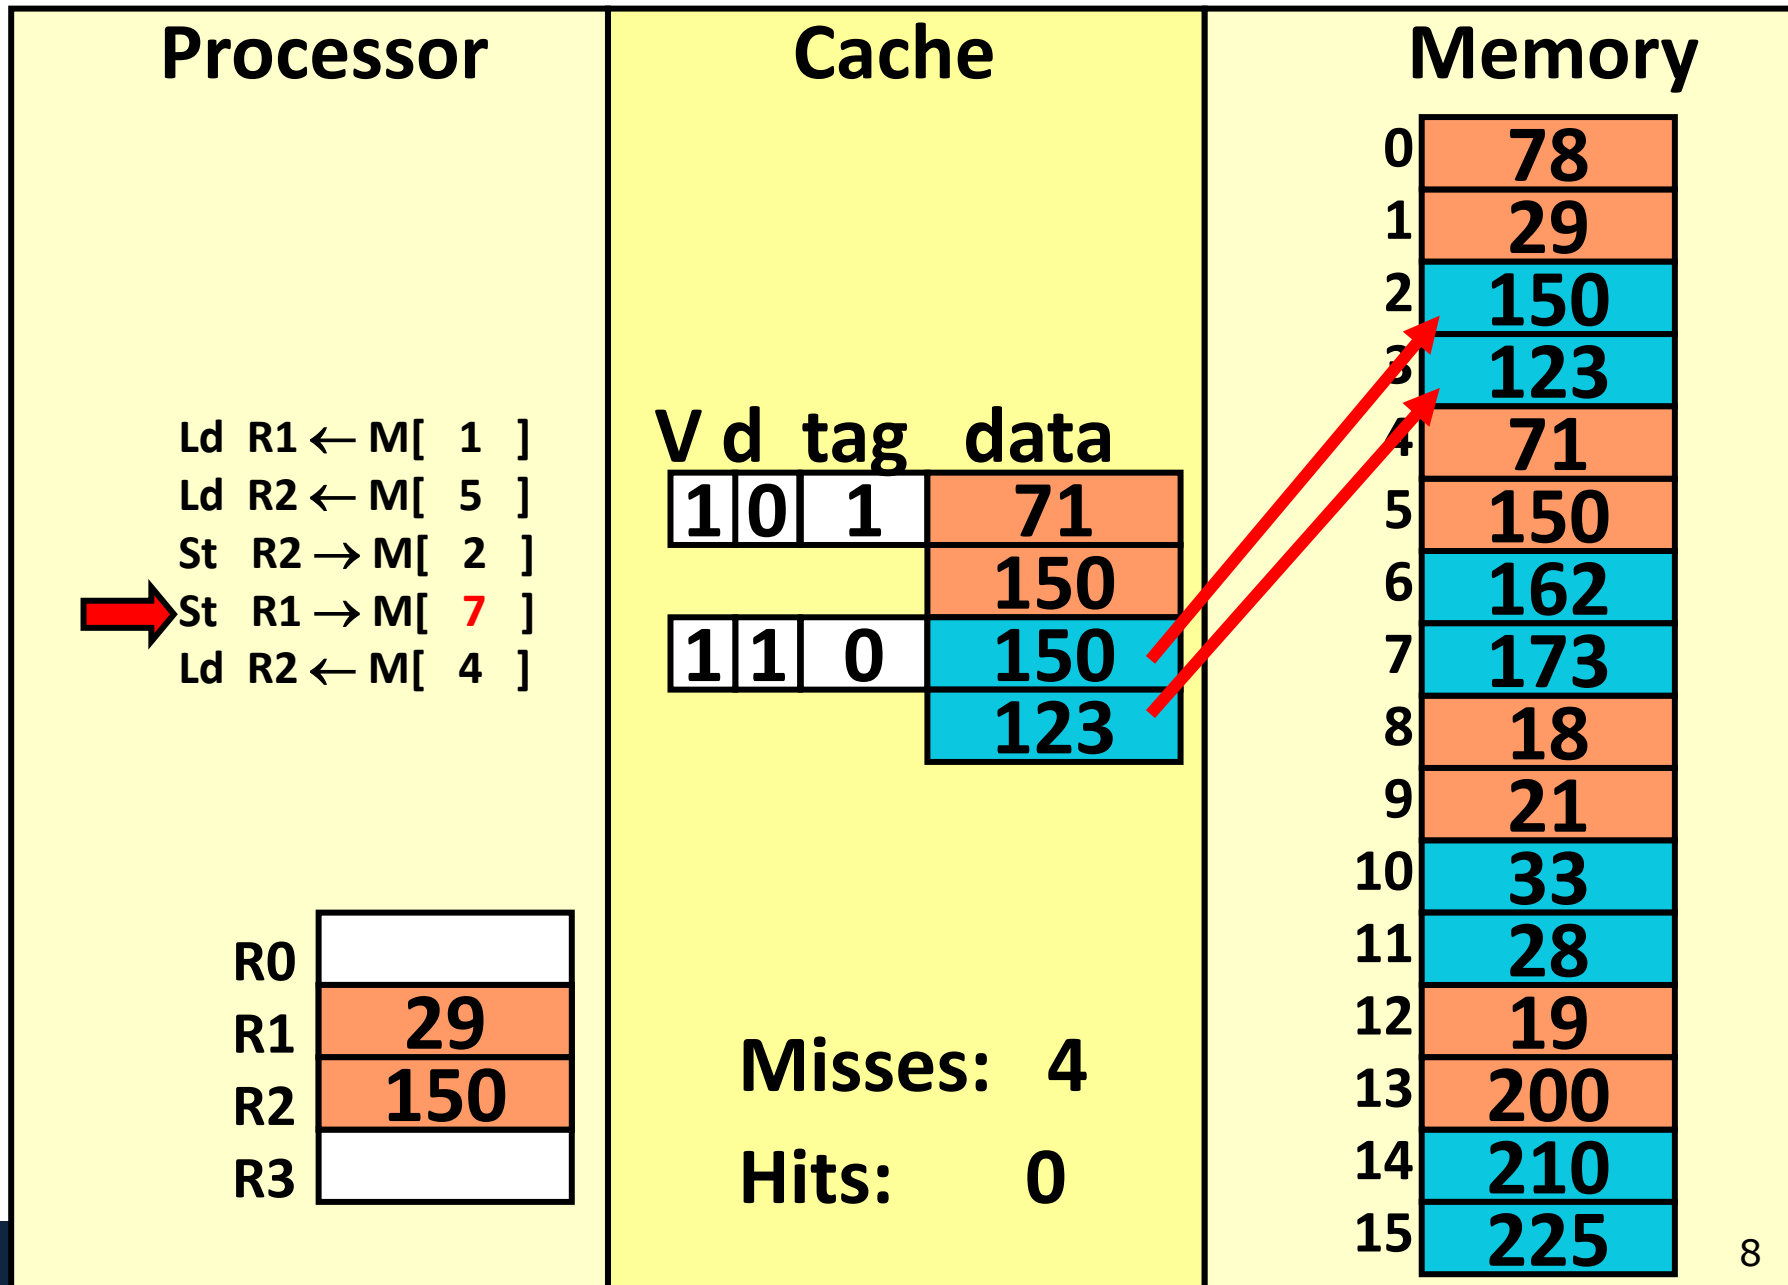 Processor
Ld R1 ← M[ 1 ]
Ld R2 ← M[ 5 ]
St R2 → M[ 2 ]
St R1 → M[ 7 ]
Ld R2 ← M[ 4 ]
R0
R1 29
R2 150
R3
Cache
V d tag data
1 0 1 71
150
1 1 0 150
123
Misses: 4
Hits: 0
Memory
0 78
1 29
2 150
3 123
4 71
5 150
6 162
7 173
8 18
9 21
10 33
11 28
12 19
13 200
14 210
15 225
8